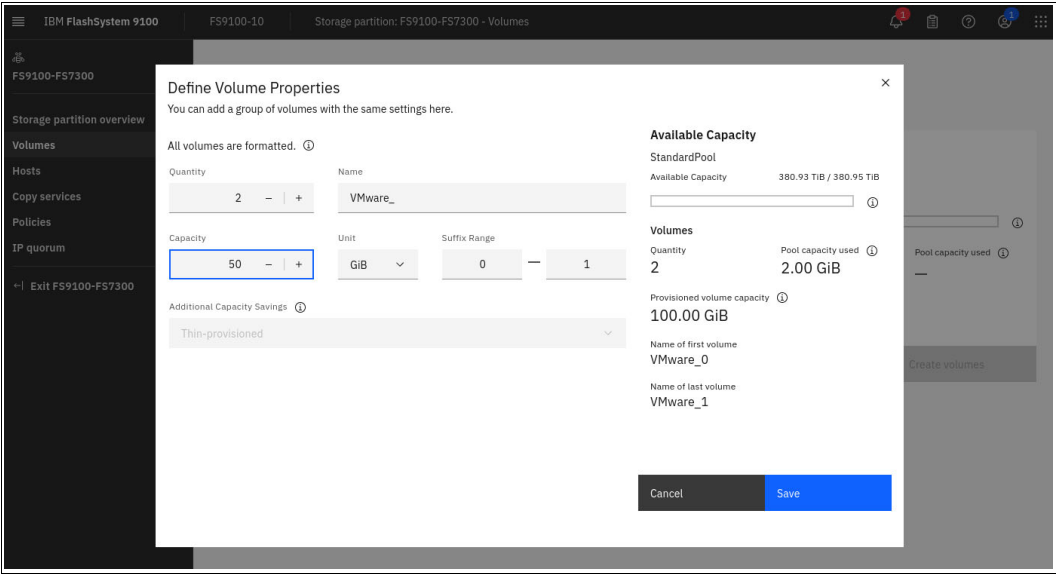 IBM FlashSystem 9100
FS9100-10
Storage partition: FS9100-FS7300 - Volumes
1
1
FS9100-FS7300
Storage partition overview
Volumes
Hosts
Copy services
Policies
IP quorum
Exit FS9100-FS7300
Define Volume Properties
You can add a group of volumes with the same settings here.
All volumes are formatted.
Quantity
Name
2 − | +
VMware_
Capacity
Unit
Suffix Range
50 − | +
GiB
0 — 1
Additional Capacity Savings
Thin-provisioned
Available Capacity
StandardPool
Available Capacity
380.93 TiB / 380.95 TiB
Volumes
Quantity
Pool capacity used
2
2.00 GiB
Provisioned volume capacity
100.00 GiB
Name of first volume
VMware_0
Name of last volume
VMware_1
Cancel
Save
Pool capacity used
—
Create volumes